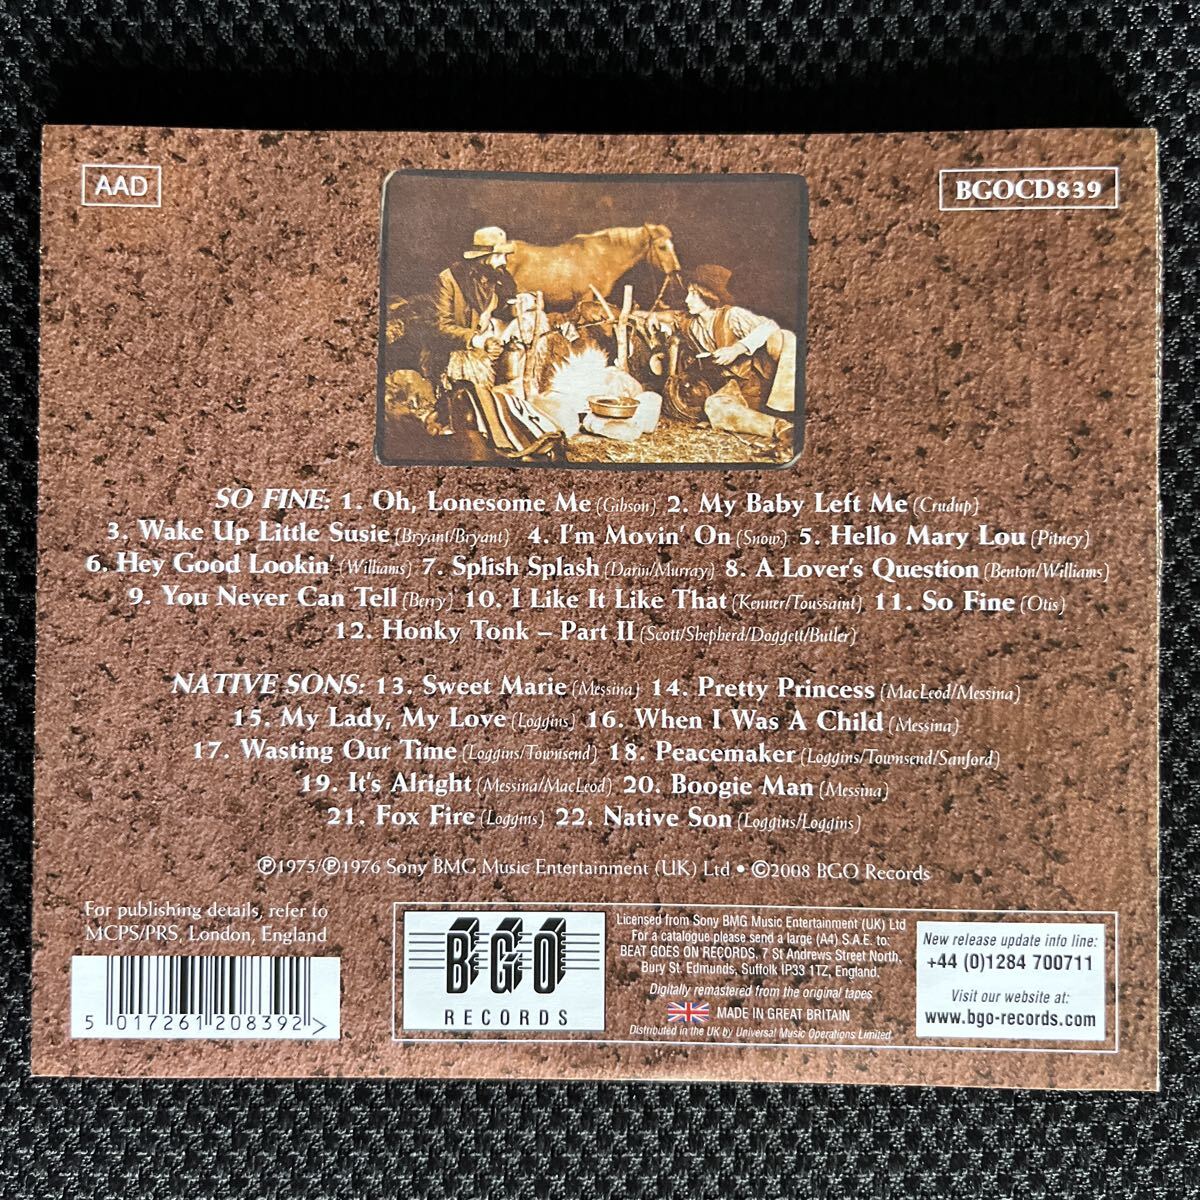 AAD
BGOCD839
SO FINE: 1. Oh, Lonesome Me (Gibson) 2. My Baby Left Me (Crudup)
3. Wake Up Little Susie (Bryant/Bryant) 4. I'm Movin' On (Snow) 5. Hello Mary Lou (Pitney)
6. Hey Good Lookin' (Williams) 7. Splish Splash (Darin/Murray) 8. A Lover's Question (Benton/Williams)
9. You Never Can Tell (Berry) 10. I Like It Like That (Kenner/Toussaint) 11. So Fine (Otis)
12. Honky Tonk – Part II (Scott/Shepherd/Doggett/Butler)
NATIVE SONS: 13. Sweet Marie (Messina) 14. Pretty Princess (MacLeod/Messina)
15. My Lady, My Love (Loggins) 16. When I Was A Child (Messina)
17. Wasting Our Time (Loggins/Townsend) 18. Peacemaker (Loggins/Townsend/Sanford)
19. It's Alright (Messina/MacLeod) 20. Boogie Man (Messina)
21. Fox Fire (Loggins) 22. Native Son (Loggins/Loggins)
℗1975/℗1976 Sony BMG Music Entertainment (UK) Ltd • ©2008 BGO Records
For publishing details, refer to
MCPS/PRS, London, England
5 017261 208392 >
BGO
RECORDS
Licensed from Sony BMG Music Entertainment (UK) Ltd
For a catalogue please send a large (A4) S.A.E. to:
BEAT GOES ON RECORDS, 7 St Andrews Street North,
Bury St. Edmunds, Suffolk IP33 1TZ, England.
Digitally remastered from the original tapes
MADE IN GREAT BRITAIN
Distributed in the UK by Universal Music Operations Limited
New release update info line:
+44 (0)1284 700711
Visit our website at:
www.bgo-records.com